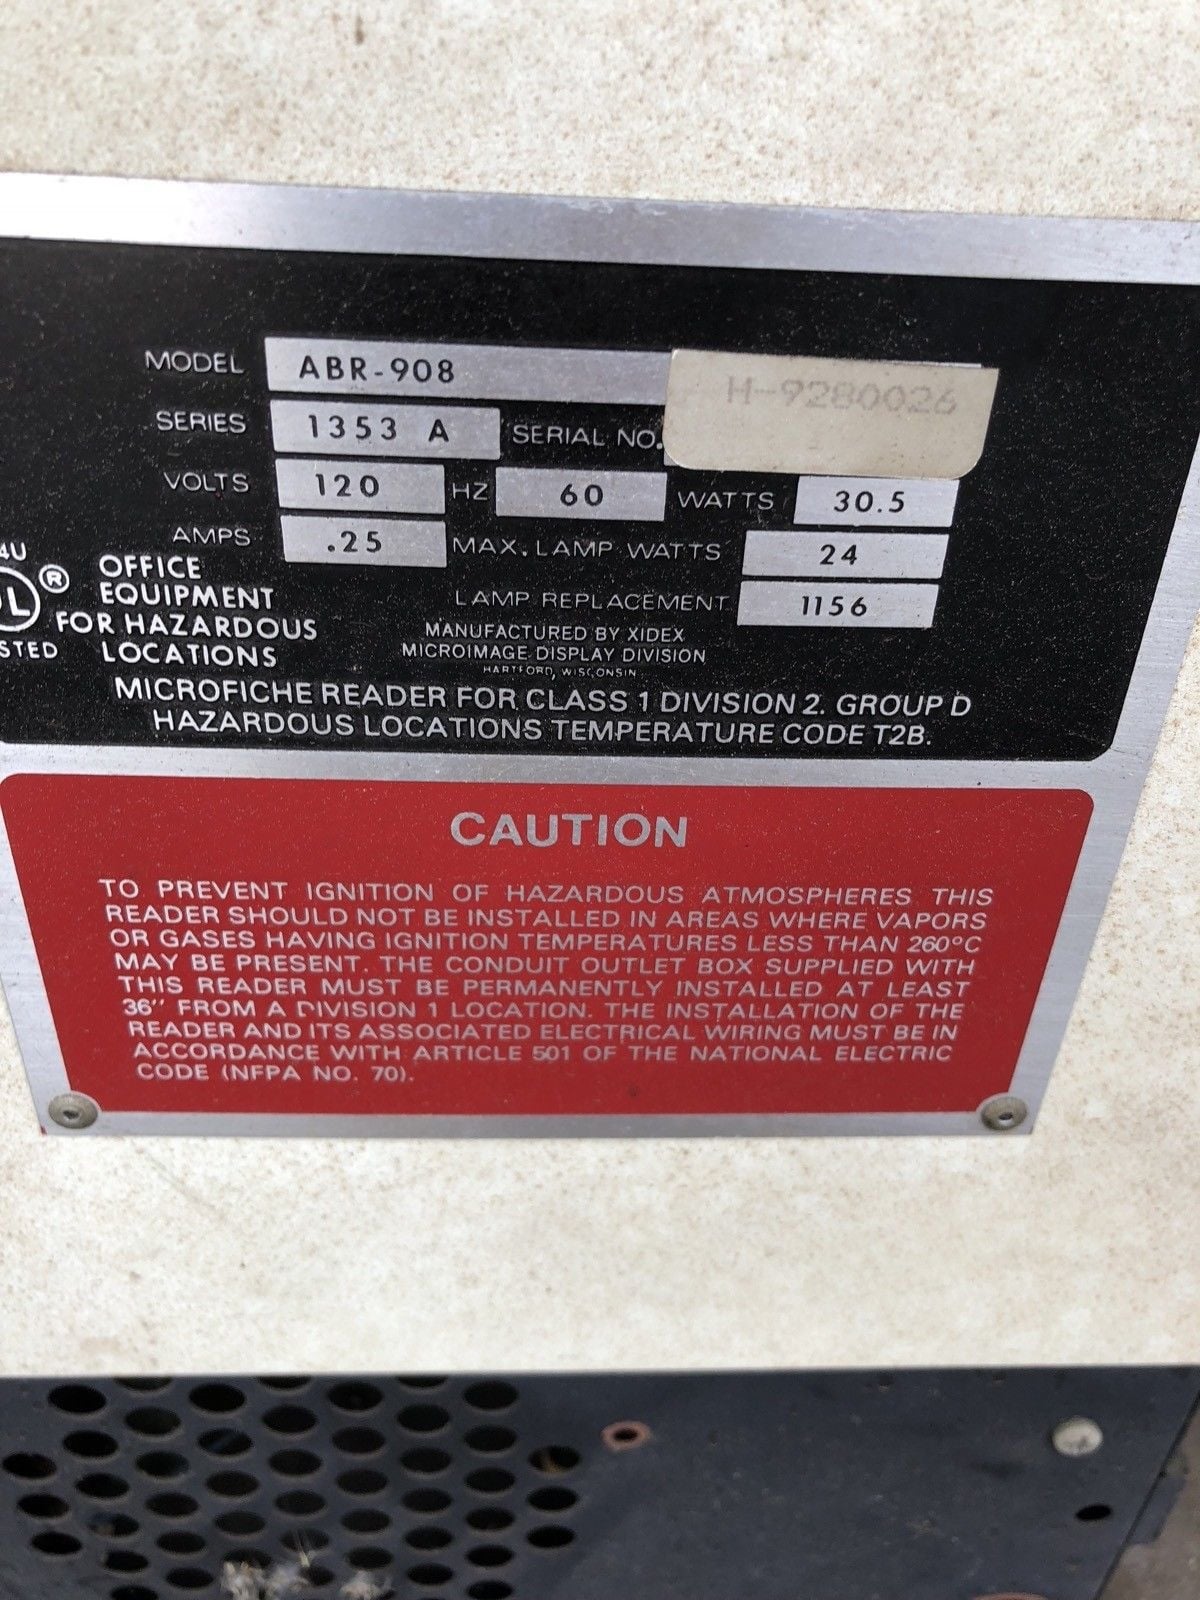 MODEL ABR-908
H-9280026
SERIES 1353 A SERIAL NO.
VOLTS 120 HZ 60 WATTS 30.5
AMPS .25 MAX. LAMP WATTS 24
LAMP REPLACEMENT 1156
4U
®
OFFICE
EQUIPMENT
FOR HAZARDOUS
LOCATIONS
MANUFACTURED BY XIDEX
MICROIMAGE DISPLAY DIVISION
HARTFORD, WISCONSIN
MICROFICHE READER FOR CLASS 1 DIVISION 2. GROUP D
HAZARDOUS LOCATIONS TEMPERATURE CODE T2B.
CAUTION
TO PREVENT IGNITION OF HAZARDOUS ATMOSPHERES THIS
READER SHOULD NOT BE INSTALLED IN AREAS WHERE VAPORS
OR GASES HAVING IGNITION TEMPERATURES LESS THAN 260°C
MAY BE PRESENT. THE CONDUIT OUTLET BOX SUPPLIED WITH
THIS READER MUST BE PERMANENTLY INSTALLED AT LEAST
36″ FROM A DIVISION 1 LOCATION. THE INSTALLATION OF THE
READER AND ITS ASSOCIATED ELECTRICAL WIRING MUST BE IN
ACCORDANCE WITH ARTICLE 501 OF THE NATIONAL ELECTRIC
CODE (NFPA NO. 70).